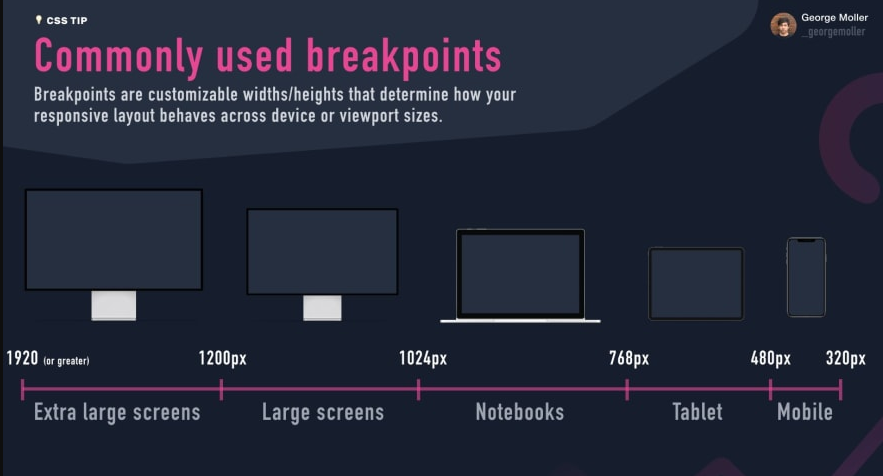 CSS TIP
George Moller
_georgemoller
Commonly used breakpoints
Breakpoints are customizable widths/heights that determine how your
responsive layout behaves across device or viewport sizes.
1920 (or greater) 1200px 1024px 768px 480px 320px
Extra large screens Large screens Notebooks Tablet Mobile